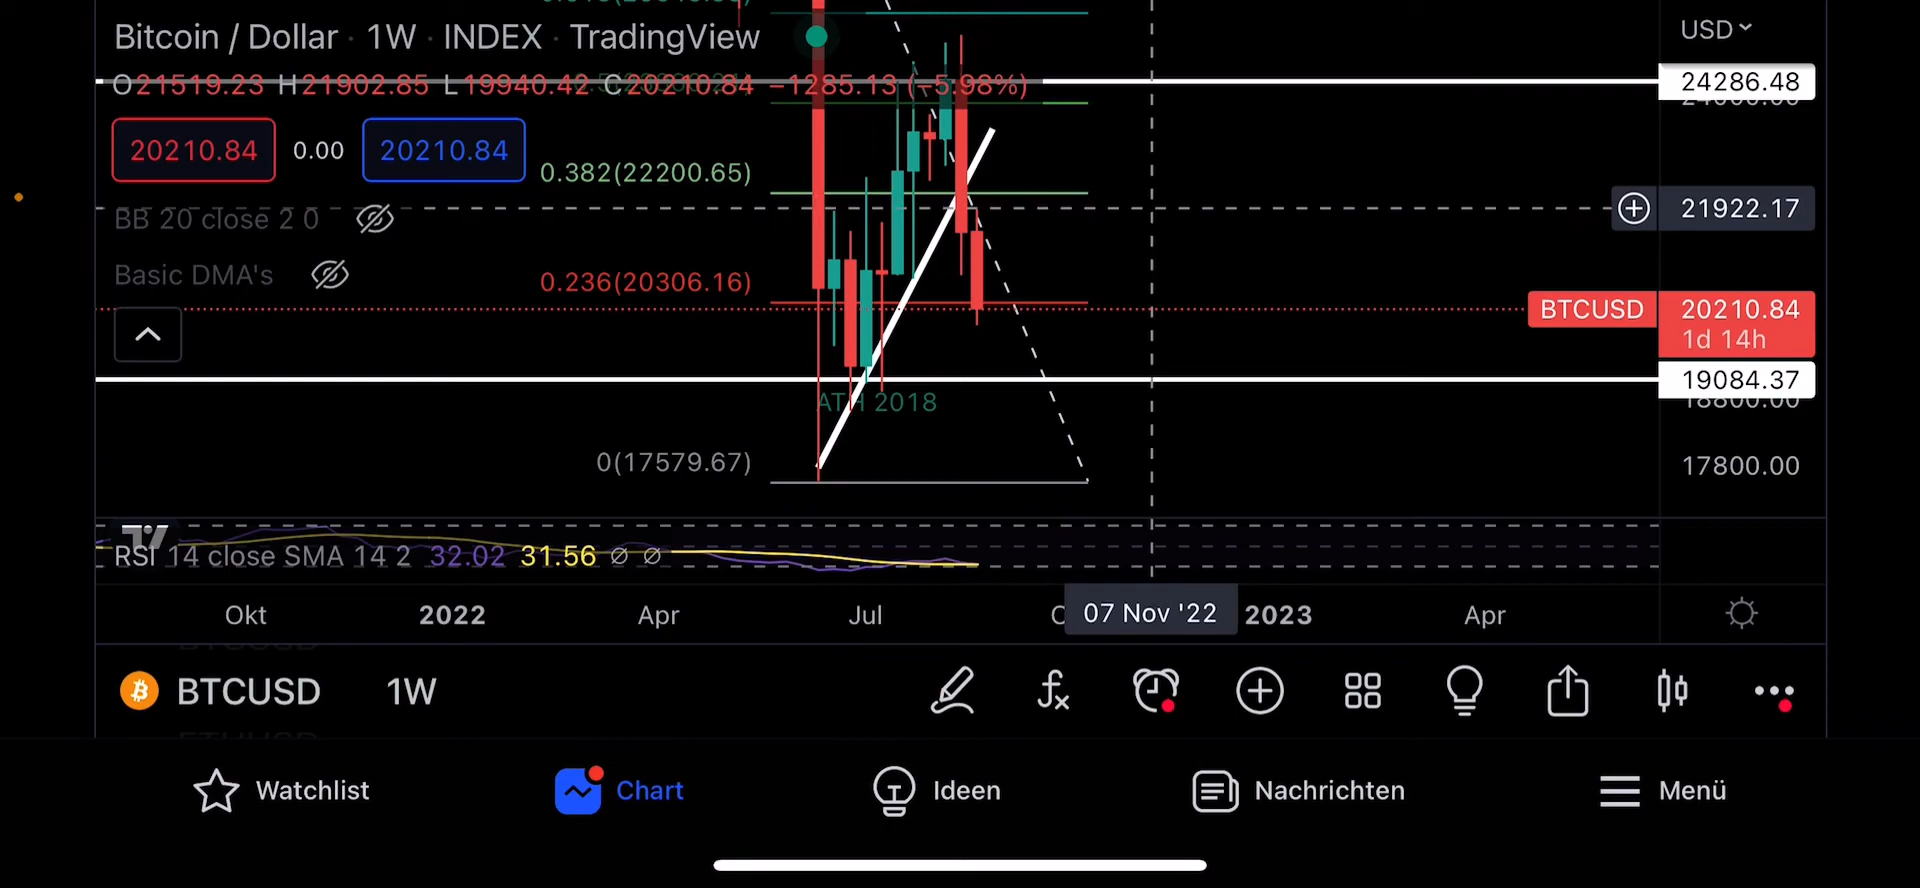 Bitcoin / Dollar · 1W · INDEX · TradingView
USD
O21519.23 H21902.85 L19940.42 C20210.84 −1285.13 (−5.98%)
24286.48
20210.84 0.00 20210.84
0.382(22200.65)
BB 20 close 2 0
21922.17
Basic DMA's
0.236(20306.16)
BTCUSD 20210.84
1d 14h
19084.37
ATH 2018
18800.00
0(17579.67)
17800.00
RSI 14 close SMA 14 2 32.02 31.56 ∅ ∅
Okt 2022 Apr Jul 07 Nov '22 2023 Apr
BTCUSD 1W
Watchlist Chart Ideen Nachrichten Menü